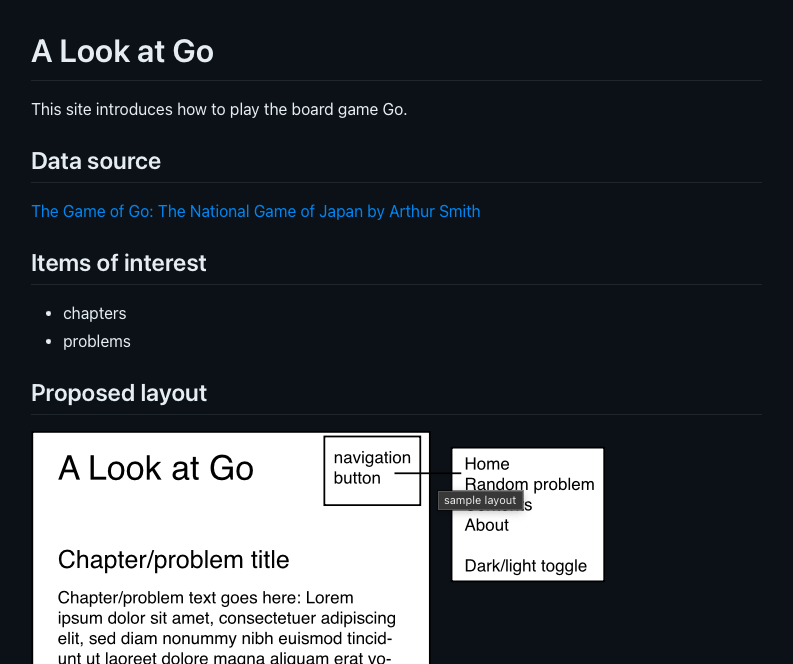 A Look at Go
This site introduces how to play the board game Go.
Data source
The Game of Go: The National Game of Japan by Arthur Smith
Items of interest
chapters
problems
Proposed layout
A Look at Go
navigation
button
Home
Random problem
sample layout
About
Dark/light toggle
Chapter/problem title
Chapter/problem text goes here: Lorem
ipsum dolor sit amet, consectetuer adipiscing
elit, sed diam nonummy nibh euismod tincid-
unt ut laoreet dolore magna aliquam erat vo-